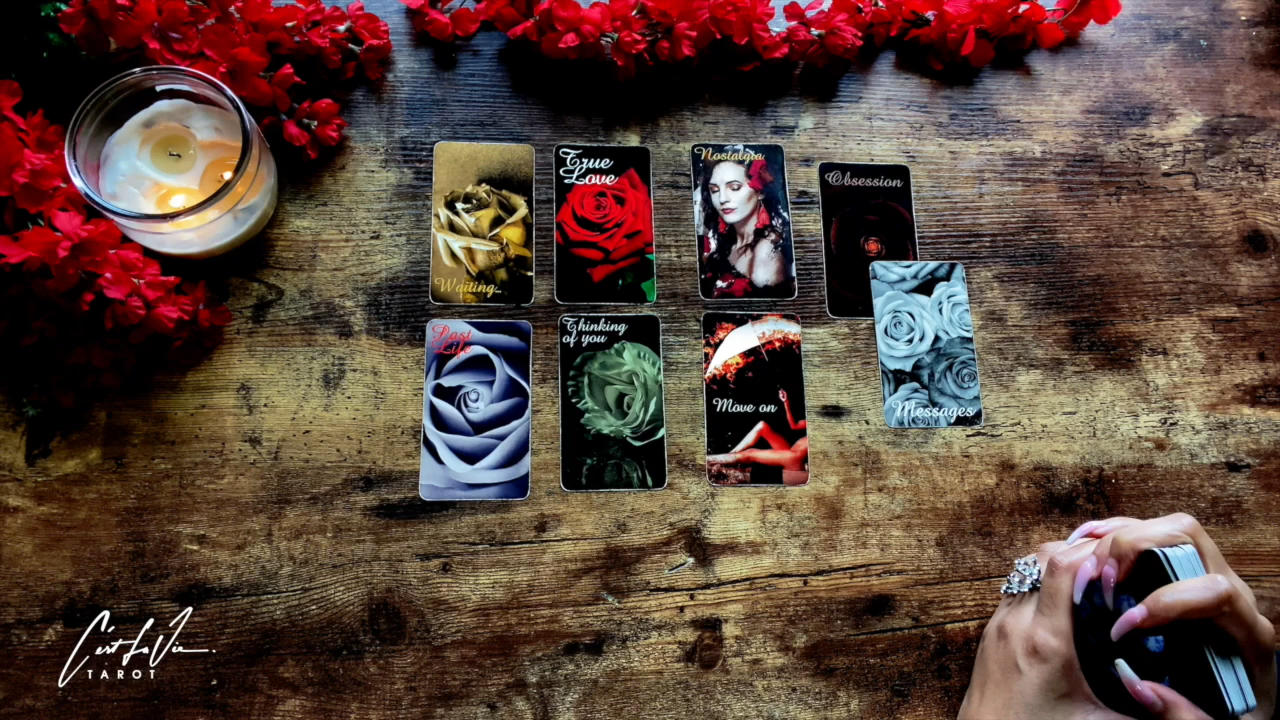 True
Love
Nostalgia
Obsession
Waiting...
Past
Life
Thinking
of you
Move on
Messages
C'est La Vie.
TAROT